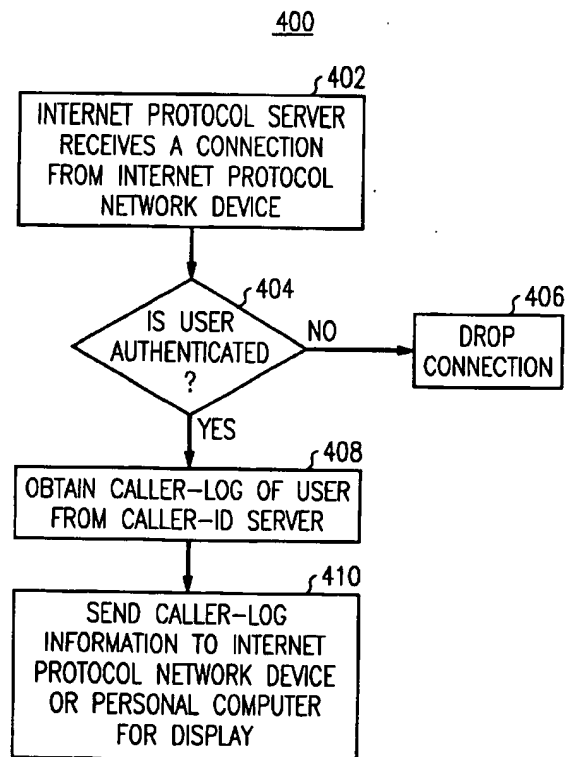 400
402
INTERNET PROTOCOL SERVER
RECEIVES A CONNECTION
FROM INTERNET PROTOCOL
NETWORK DEVICE
404
IS USER
AUTHENTICATED
?
NO
406
DROP
CONNECTION
YES
408
OBTAIN CALLER-LOG OF USER
FROM CALLER-ID SERVER
410
SEND CALLER-LOG
INFORMATION TO INTERNET
PROTOCOL NETWORK DEVICE
OR PERSONAL COMPUTER
FOR DISPLAY